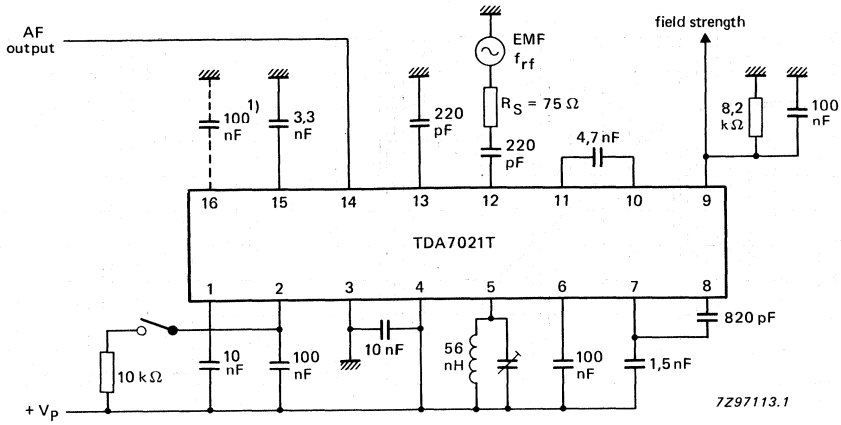 AF
output
EMF
f rf
field strength
100 1)
nF
3,3
nF
220
pF
R S = 75 Ω
220
pF
4,7 nF
8,2
kΩ
100
nF
16 15 14 13 12 11 10 9
TDA7021T
1 2 3 4 5 6 7 8
820 pF
10 kΩ
10
nF
100
nF
10 nF
56
nH
100
nF
1,5 nF
+ V P
7Z97113.1